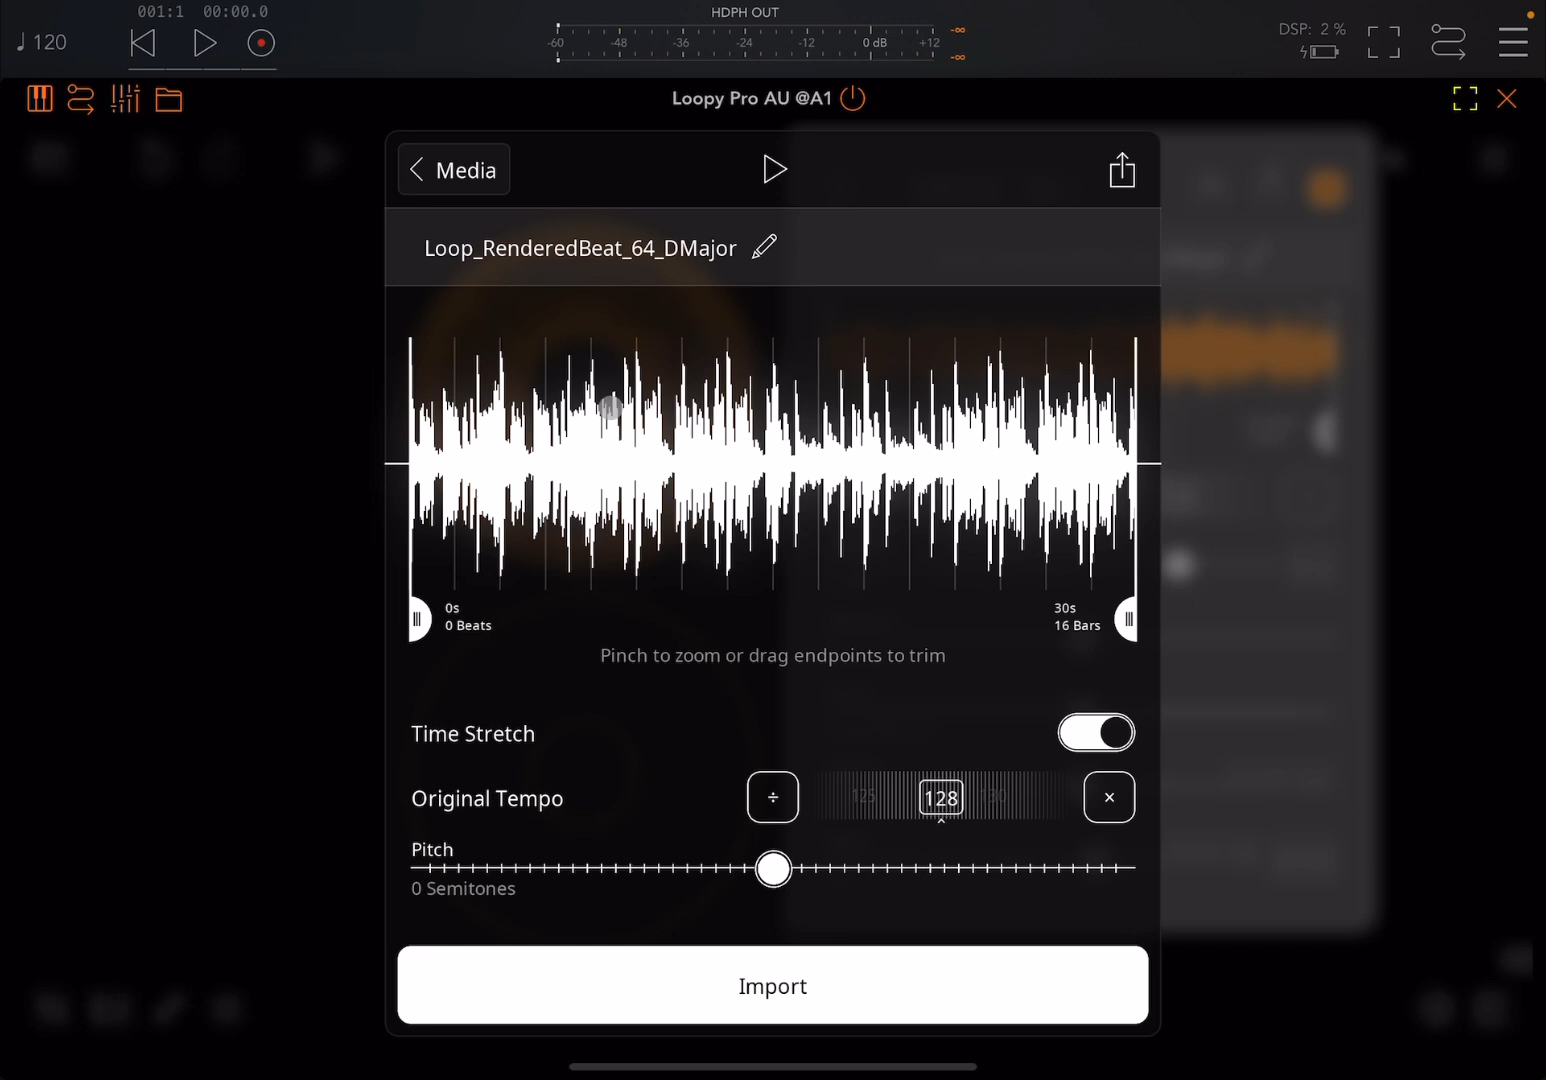 001:1 00:00.0
HDPH OUT
120
-60 -48 -36 -24 -12 0 dB +12
-∞
-∞
DSP: 2 %
Loopy Pro AU @A1
Media
Loop_RenderedBeat_64_DMajor
0s
0 Beats
30s
16 Bars
Pinch to zoom or drag endpoints to trim
Time Stretch
Original Tempo
÷
125 128 130
×
Pitch
0 Semitones
Import